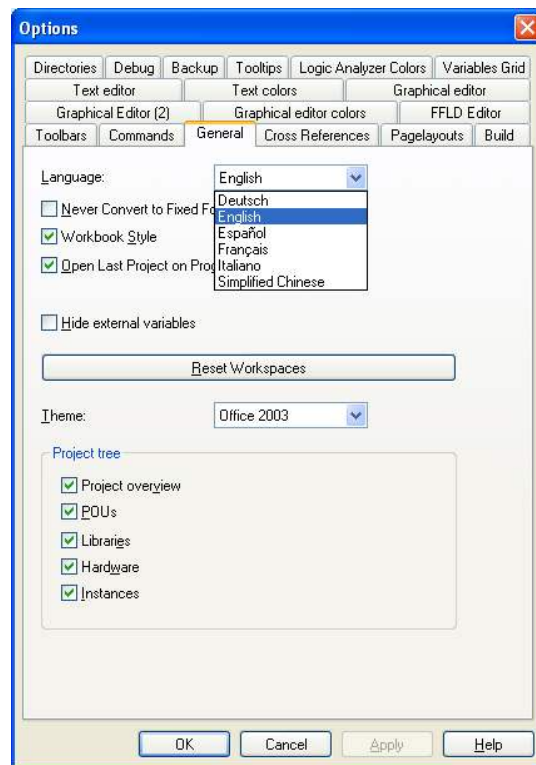 Options
Directories Debug Backup Tooltips Logic Analyzer Colors Variables Grid
Text editor Text colors Graphical editor
Graphical Editor (2) Graphical editor colors FFLD Editor
Toolbars Commands General Cross References Pagelayouts Build
Language: English
Deutsch
Never Convert to Fixed Fo
English
Workbook Style
Español
Français
Open Last Project on Prog
Italiano
Simplified Chinese
Hide external variables
Reset Workspaces
Theme: Office 2003
Project tree
Project overview
POUs
Libraries
Hardware
Instances
OK Cancel Apply Help